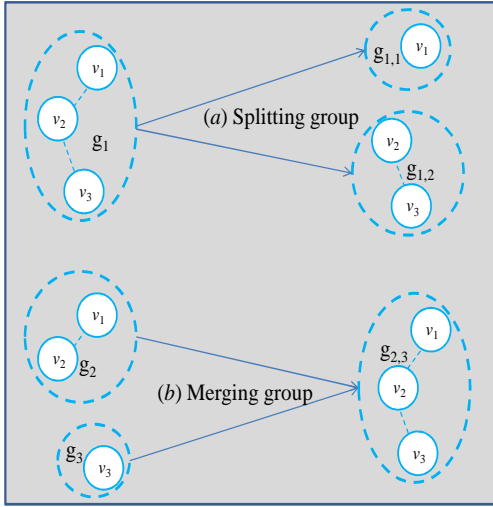 v1
v2
g1
v3
(a) Splitting group
g1,1
v1
v2
g1,2
v3
v1
v2
g2
g3
v3
(b) Merging group
v1
g2,3
v2
v3